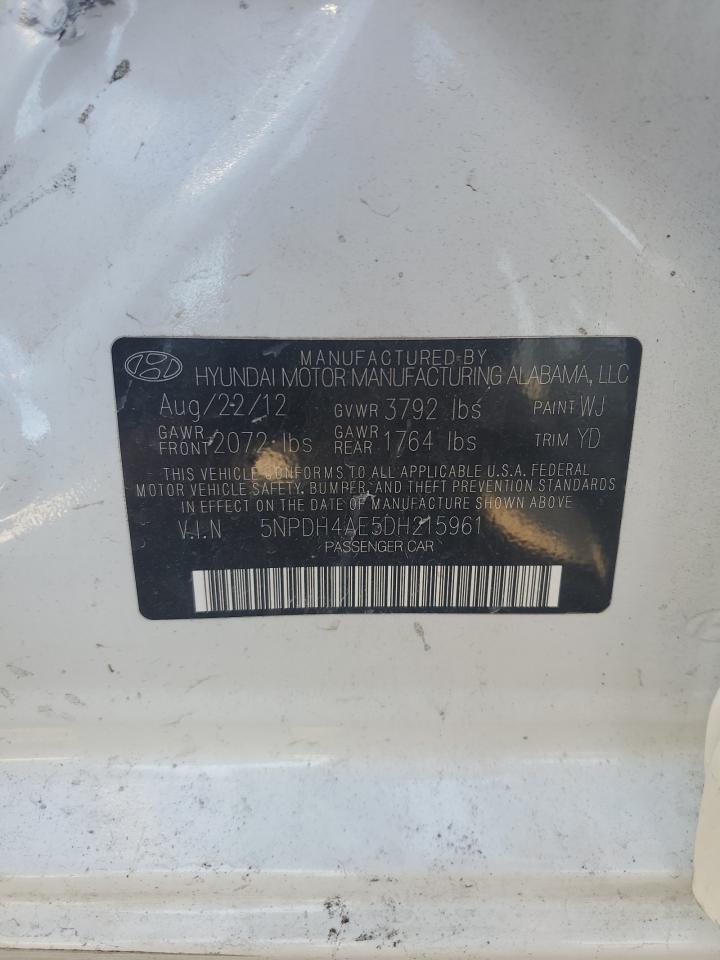 MANUFACTURED BY
HYUNDAI MOTOR MANUFACTURING ALABAMA, LLC
Aug/22/12 GVWR 3792 lbs PAINT WJ
GAWR FRONT 2072 lbs GAWR REAR 1764 lbs TRIM YD
THIS VEHICLE CONFORMS TO ALL APPLICABLE U.S.A. FEDERAL
MOTOR VEHICLE SAFETY, BUMPER, AND THEFT PREVENTION STANDARDS
IN EFFECT ON THE DATE OF MANUFACTURE SHOWN ABOVE
V.I.N 5NPDH4AE5DH215961
PASSENGER CAR